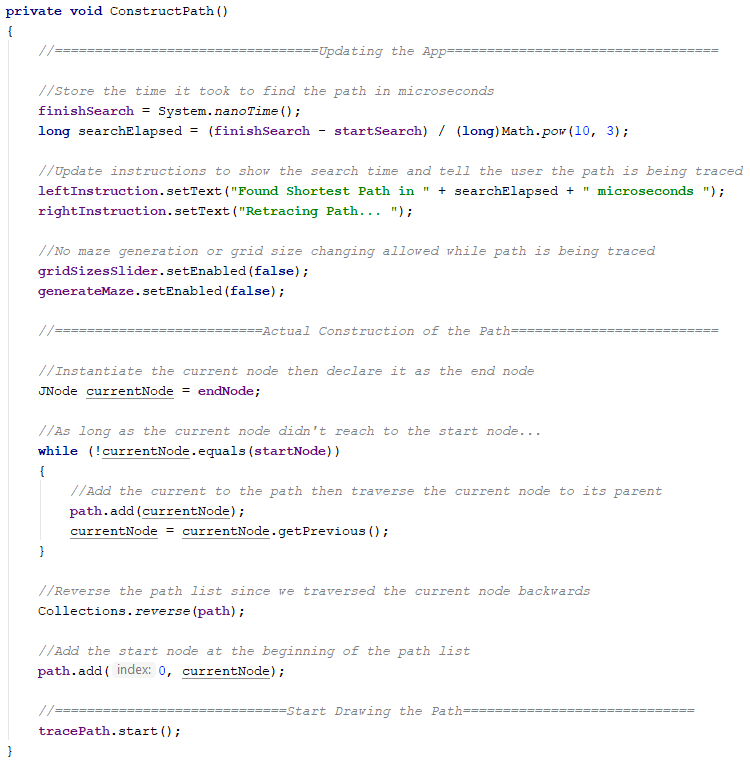 private void ConstructPath()
{
//=================================Updating the App==================================
//Store the time it took to find the path in microseconds
finishSearch = System.nanoTime();
long searchElapsed = (finishSearch - startSearch) / (long)Math.pow(10, 3);
//Update instructions to show the search time and tell the user the path is being traced
leftInstruction.setText("Found Shortest Path in " + searchElapsed + " microseconds ");
rightInstruction.setText("Retracing Path... ");
//No maze generation or grid size changing allowed while path is being traced
gridSizesSlider.setEnabled(false);
generateMaze.setEnabled(false);
//==========================Actual Construction of the Path==========================
//Instantiate the current node then declare it as the end node
JNode currentNode = endNode;
//As long as the current node didn't reach to the start node...
while (!currentNode.equals(startNode))
{
//Add the current to the path then traverse the current node to its parent
path.add(currentNode);
currentNode = currentNode.getPrevious();
}
//Reverse the path list since we traversed the current node backwards
Collections.reverse(path);
//Add the start node at the beginning of the path list
path.add( index: 0, currentNode);
//=============================Start Drawing the Path=============================
tracePath.start();
}